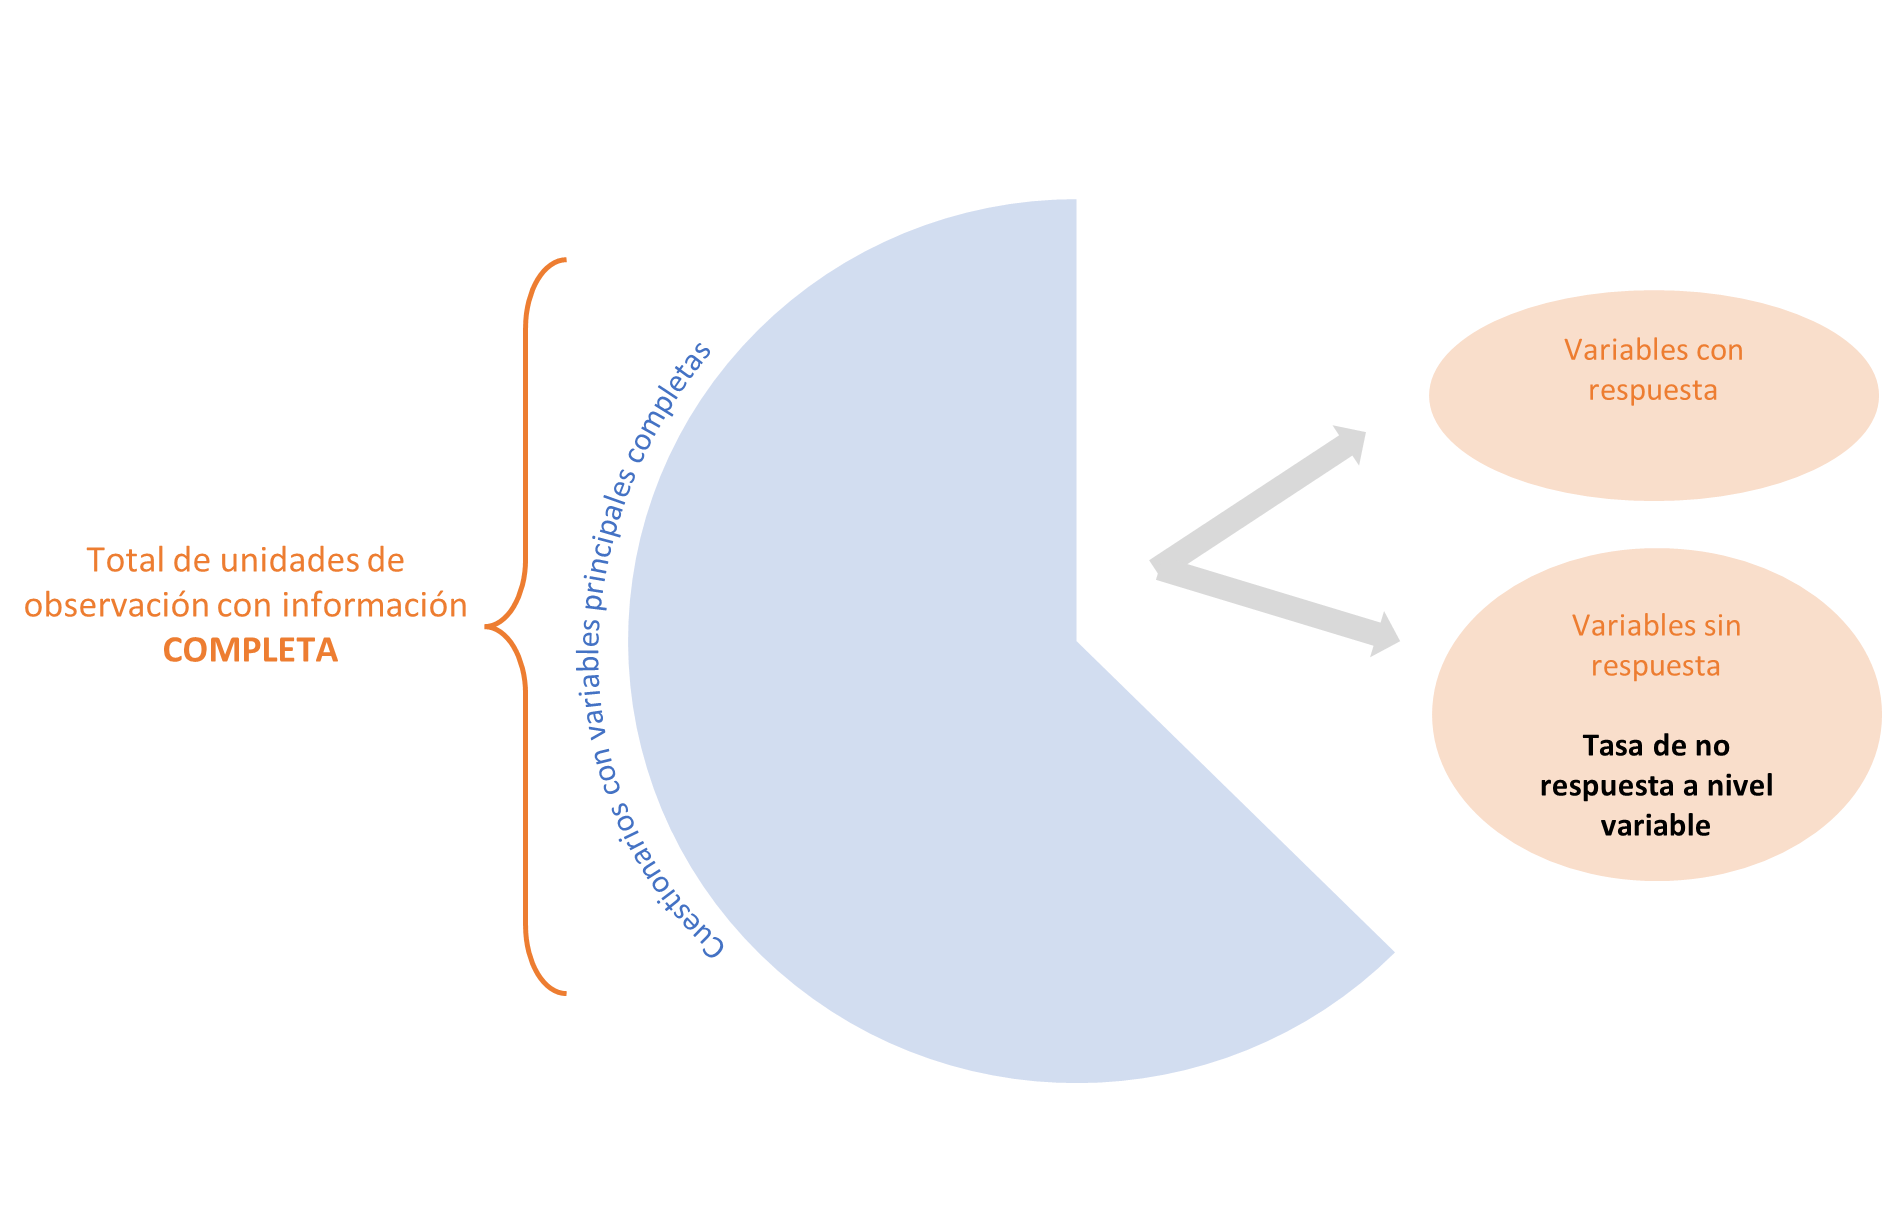 Total de unidades de
observación con información
COMPLETA
Cuestionarios con variables principales completas
Variables con
respuesta
Variables sin
respuesta
Tasa de no
respuesta a nivel
variable